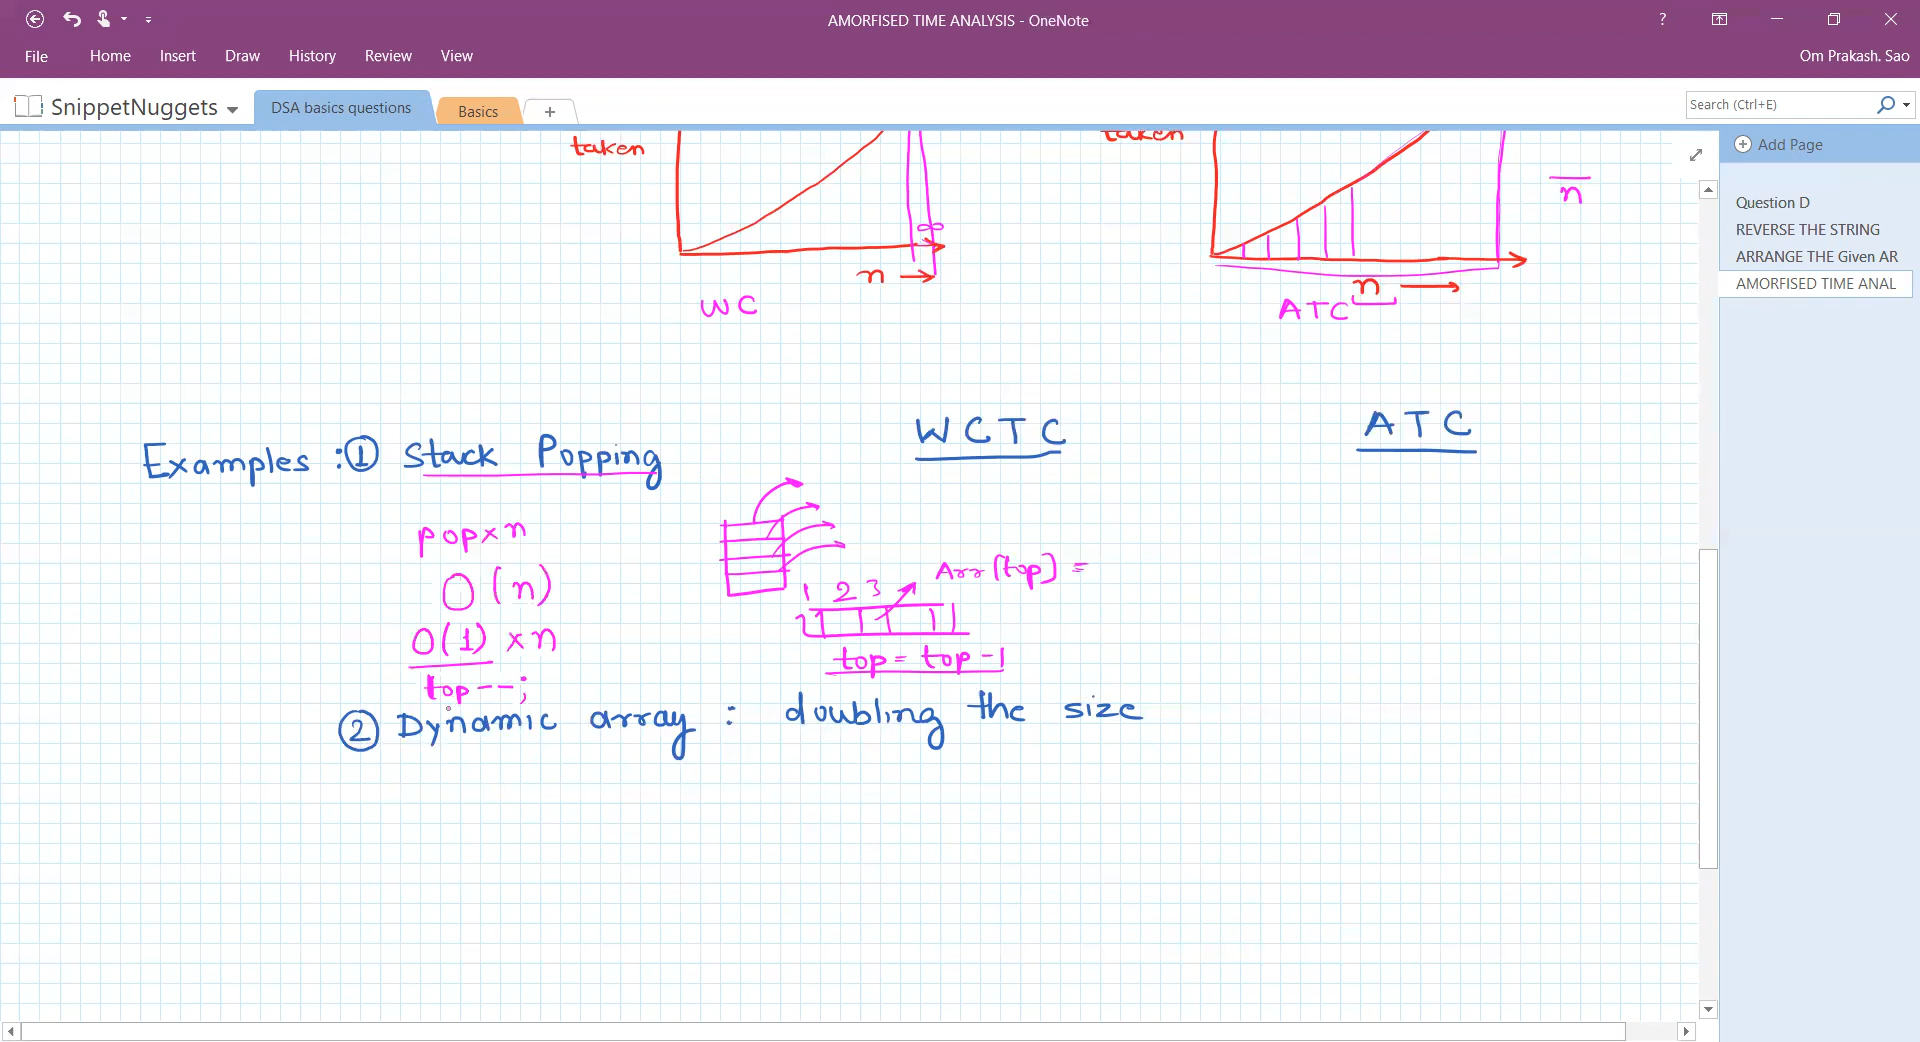 AMORFISED TIME ANALYSIS - OneNote
?
File Home Insert Draw History Review View
Om Prakash. Sao
SnippetNuggets
DSA basics questions
Basics
+
Search (Ctrl+E)
Add Page
Question D
REVERSE THE STRING
ARRANGE THE Given AR
AMORFISED TIME ANAL
taken
∞
n
WC
taken
n
ATC
n
WCTC
ATC
Examples : ① Stack Popping
pop x n
O(n)
O(1) x n
top--;
1 2 3
Arr[top] =
top = top - 1
② Dynamic array : doubling the size